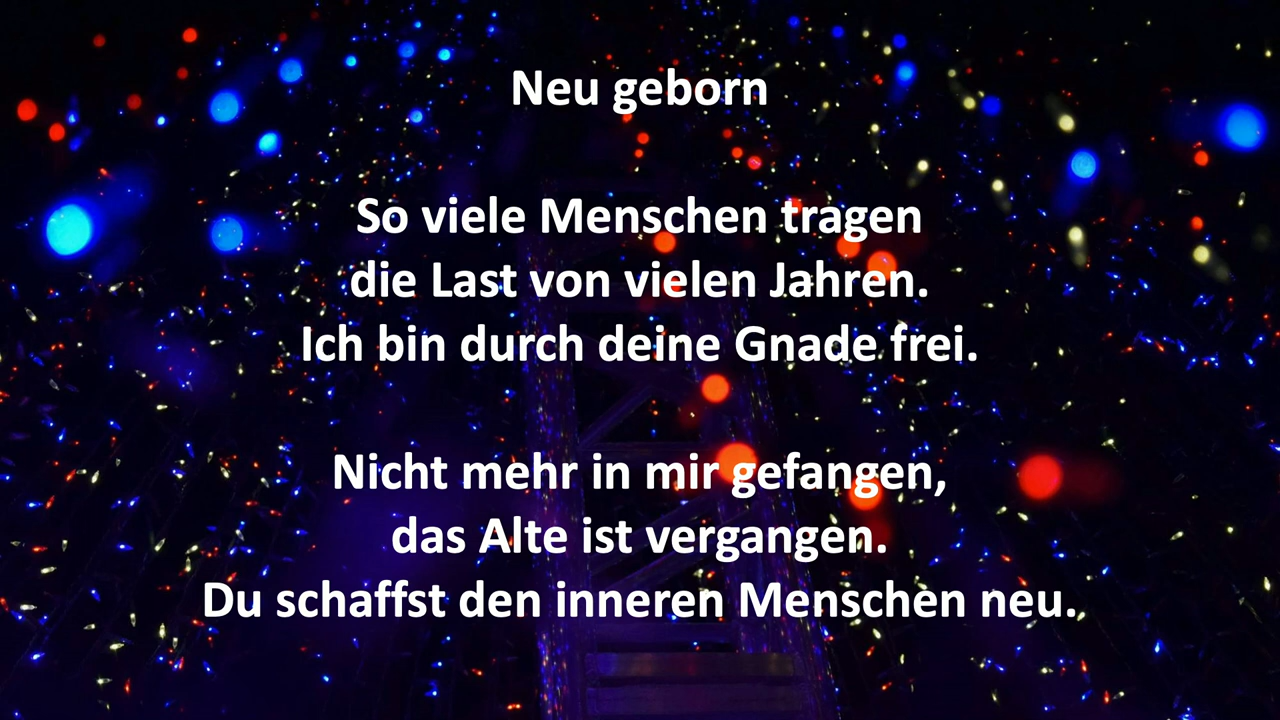 Neu geborn
So viele Menschen tragen
die Last von vielen Jahren.
Ich bin durch deine Gnade frei.
Nicht mehr in mir gefangen,
das Alte ist vergangen.
Du schaffst den inneren Menschen neu.